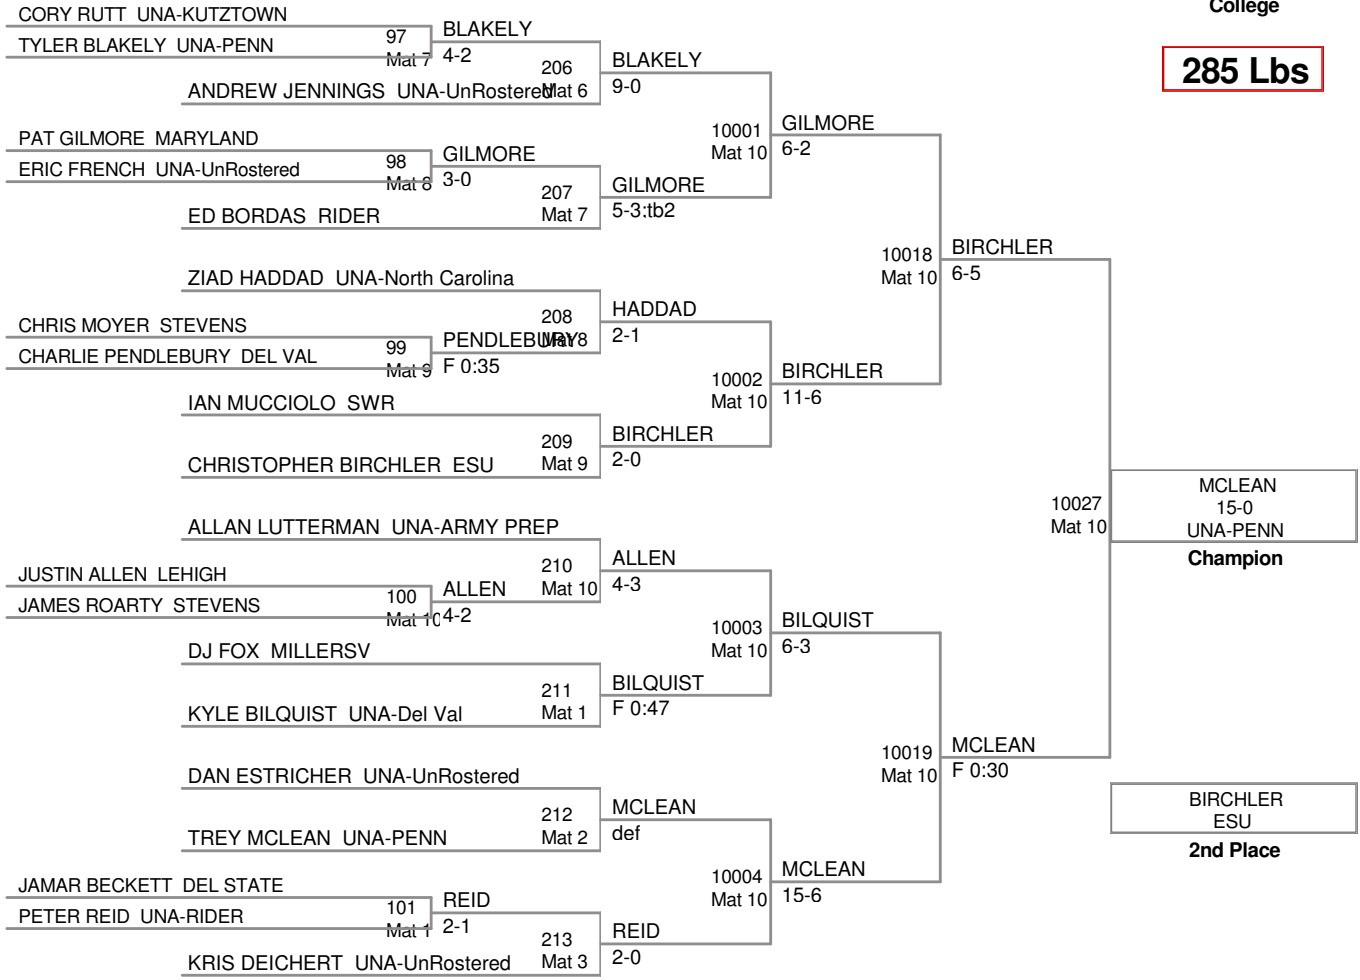 College
285 Lbs
CORY RUTT UNA-KUTZTOWN
TYLER BLAKELY UNA-PENN
97
Mat 7
BLAKELY
4-2
ANDREW JENNINGS UNA-UnRostered
206
Mat 6
BLAKELY
9-0
PAT GILMORE MARYLAND
ERIC FRENCH UNA-UnRostered
98
Mat 8
GILMORE
3-0
ED BORDAS RIDER
207
Mat 7
GILMORE
5-3;tb2
10001
Mat 10
GILMORE
6-2
ZIAD HADDAD UNA-North Carolina
CHRIS MOYER STEVENS
CHARLIE PENDLEBURY DEL VAL
99
Mat 9
PENDLEBURY
F 0:35
208
Mat 8
HADDAD
2-1
IAN MUCCIOLO SWR
CHRISTOPHER BIRCHLER ESU
209
Mat 9
BIRCHLER
2-0
10002
Mat 10
BIRCHLER
11-6
10018
Mat 10
BIRCHLER
6-5
ALLAN LUTTERMAN UNA-ARMY PREP
JUSTIN ALLEN LEHIGH
JAMES ROARTY STEVENS
100
Mat 10
ALLEN
4-2
210
Mat 10
ALLEN
4-3
DJ FOX MILLERSV
KYLE BILQUIST UNA-Del Val
211
Mat 1
BILQUIST
F 0:47
10003
Mat 10
BILQUIST
6-3
DAN ESTRICHER UNA-UnRostered
TREY MCLEAN UNA-PENN
212
Mat 2
MCLEAN
def
JAMAR BECKETT DEL STATE
PETER REID UNA-RIDER
101
Mat 1
REID
2-1
KRIS DEICHERT UNA-UnRostered
213
Mat 3
REID
2-0
10004
Mat 10
MCLEAN
15-6
10019
Mat 10
MCLEAN
F 0:30
10027
Mat 10
MCLEAN
15-0
UNA-PENN
Champion
BIRCHLER
ESU
2nd Place